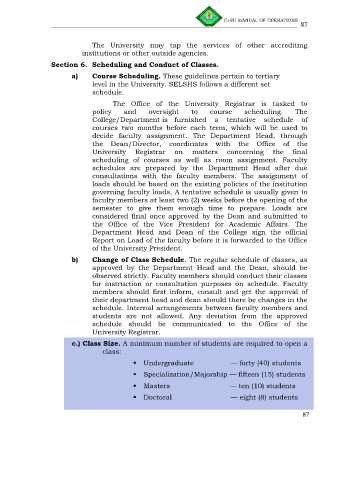 CvSU MANUAL OF OPERATIONS
87
The University may tap the services of other accrediting
institutions or other outside agencies.
Section 6. Scheduling and Conduct of Classes.
a) Course Scheduling. These guidelines pertain to tertiary
level in the University. SELSHS follows a different set
schedule.
The Office of the University Registrar is tasked to
policy and oversight to course scheduling. The
College/Department is furnished a tentative schedule of
courses two months before each term, which will be used to
decide faculty assignment. The Department Head, through
the Dean/Director, coordinates with the Office of the
University Registrar on matters concerning the final
scheduling of courses as well as room assignment. Faculty
schedules are prepared by the Department Head after due
consultations with the faculty members. The assignment of
loads should be based on the existing policies of the institution
governing faculty loads. A tentative schedule is usually given to
faculty members at least two (2) weeks before the opening of the
semester to give them enough time to prepare. Loads are
considered final once approved by the Dean and submitted to
the Office of the Vice President for Academic Affairs. The
Department Head and Dean of the College sign the official
Report on Load of the faculty before it is forwarded to the Office
of the University President.
b) Change of Class Schedule. The regular schedule of classes, as
approved by the Department Head and the Dean, should be
observed strictly. Faculty members should conduct their classes
for instruction or consultation purposes on schedule. Faculty
members should first inform, consult and get the approval of
their department head and dean should there be changes in the
schedule. Internal arrangements between faculty members and
students are not allowed. Any deviation from the approved
schedule should be communicated to the Office of the
University Registrar.
c.) Class Size. A minimum number of students are required to open a
class:
• Undergraduate — forty (40) students
• Specialization/Majorship — fifteen (15) students
• Masters — ten (10) students
• Doctoral — eight (8) students
87